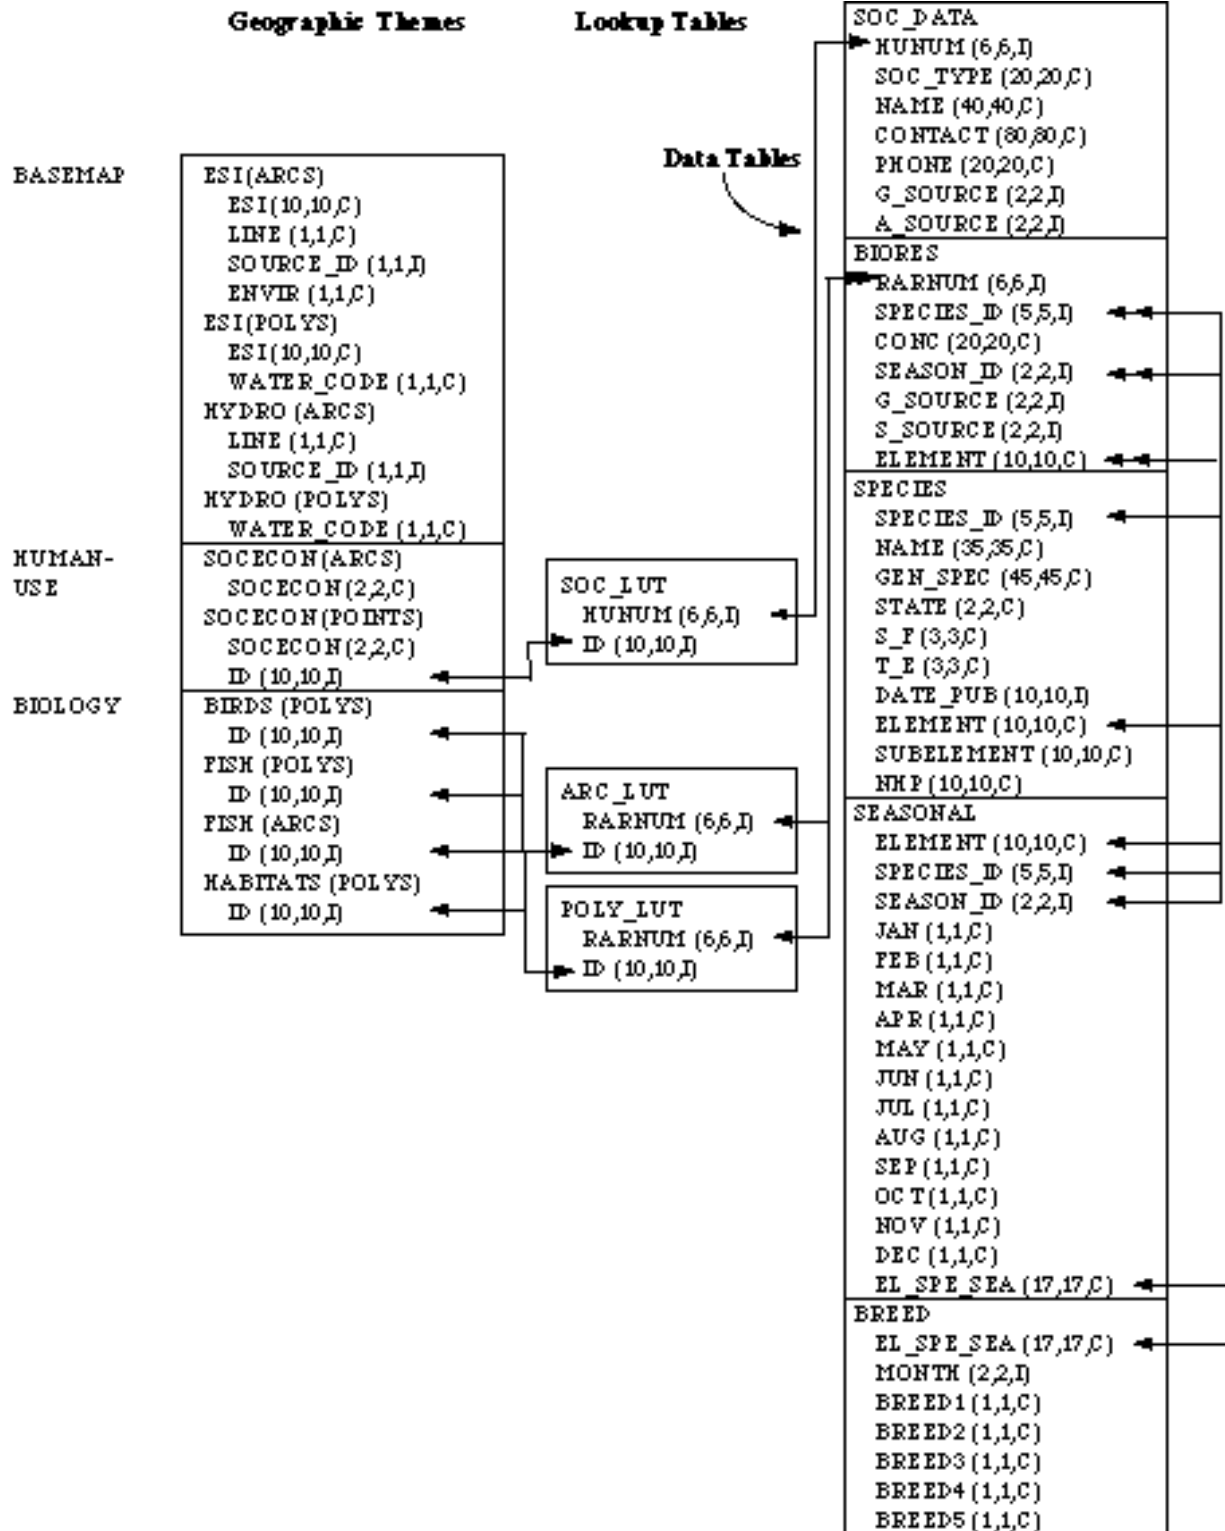 Geographic Themes
Lookup Tables
Data Tables
BASEMAP
ESI(ARCS)
ESI(10,10,C)
LINE (1,1,C)
SOURCE_ID (1,1,I)
ENVIR (1,1,C)
ESI(POLYS)
ESI(10,10,C)
WATER_CODE (1,1,C)
HYDRO (ARCS)
LINE (1,1,C)
SOURCE_ID (1,1,I)
HYDRO (POLYS)
WATER_CODE (1,1,C)
HUMAN-
USE
SOCECON(ARCS)
SOCECON(2,2,C)
SOCECON(POINTS)
SOCECON(2,2,C)
ID (10,10,I)
BIOLOGY
BIRDS (POLYS)
ID (10,10,I)
FISH (POLYS)
ID (10,10,I)
FISH (ARCS)
ID (10,10,I)
HABITATS (POLYS)
ID (10,10,I)
SOC_LUT
HUNUM (6,6,I)
ID (10,10,I)
ARC_LUT
RARNUM (6,6,I)
ID (10,10,I)
POLY_LUT
RARNUM (6,6,I)
ID (10,10,I)
SOC_DATA
HUNUM (6,6,I)
SOC_TYPE (20,20,C)
NAME (40,40,C)
CONTACT (80,80,C)
PHONE (20,20,C)
G_SOURCE (2,2,I)
A_SOURCE (2,2,I)
BIORES
RARNUM (6,6,I)
SPECIES_ID (5,5,I)
CONC (20,20,C)
SEASON_ID (2,2,I)
G_SOURCE (2,2,I)
S_SOURCE (2,2,I)
ELEMENT (10,10,C)
SPECIES
SPECIES_ID (5,5,I)
NAME (35,35,C)
GEN_SPEC (45,45,C)
STATE (2,2,C)
S_F (3,3,C)
T_E (3,3,C)
DATE_PUB (10,10,I)
ELEMENT (10,10,C)
SUBELEMENT (10,10,C)
NHP (10,10,C)
SEASONAL
ELEMENT (10,10,C)
SPECIES_ID (5,5,I)
SEASON_ID (2,2,I)
JAN (1,1,C)
FEB (1,1,C)
MAR (1,1,C)
APR (1,1,C)
MAY (1,1,C)
JUN (1,1,C)
JUL (1,1,C)
AUG (1,1,C)
SEP (1,1,C)
OCT (1,1,C)
NOV (1,1,C)
DEC (1,1,C)
EL_SPE_SEA (17,17,C)
BREED
EL_SPE_SEA (17,17,C)
MONTH (2,2,I)
BREED1 (1,1,C)
BREED2 (1,1,C)
BREED3 (1,1,C)
BREED4 (1,1,C)
BREED5 (1,1,C)